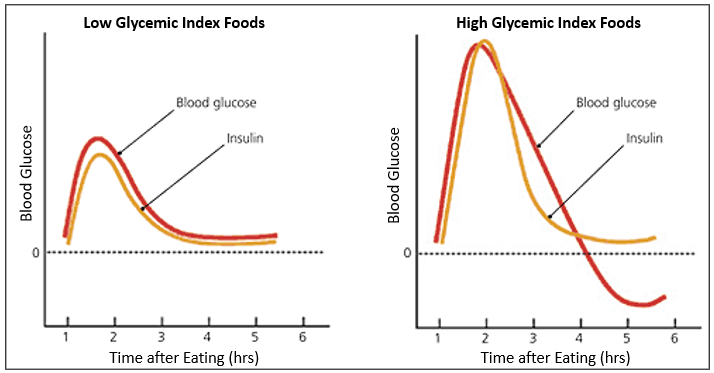 Low Glycemic Index Foods
Blood Glucose
Blood glucose
Insulin
0
1 2 3 4 5 6
Time after Eating (hrs)
High Glycemic Index Foods
Blood Glucose
Blood glucose
Insulin
0
1 2 3 4 5 6
Time after Eating (hrs)